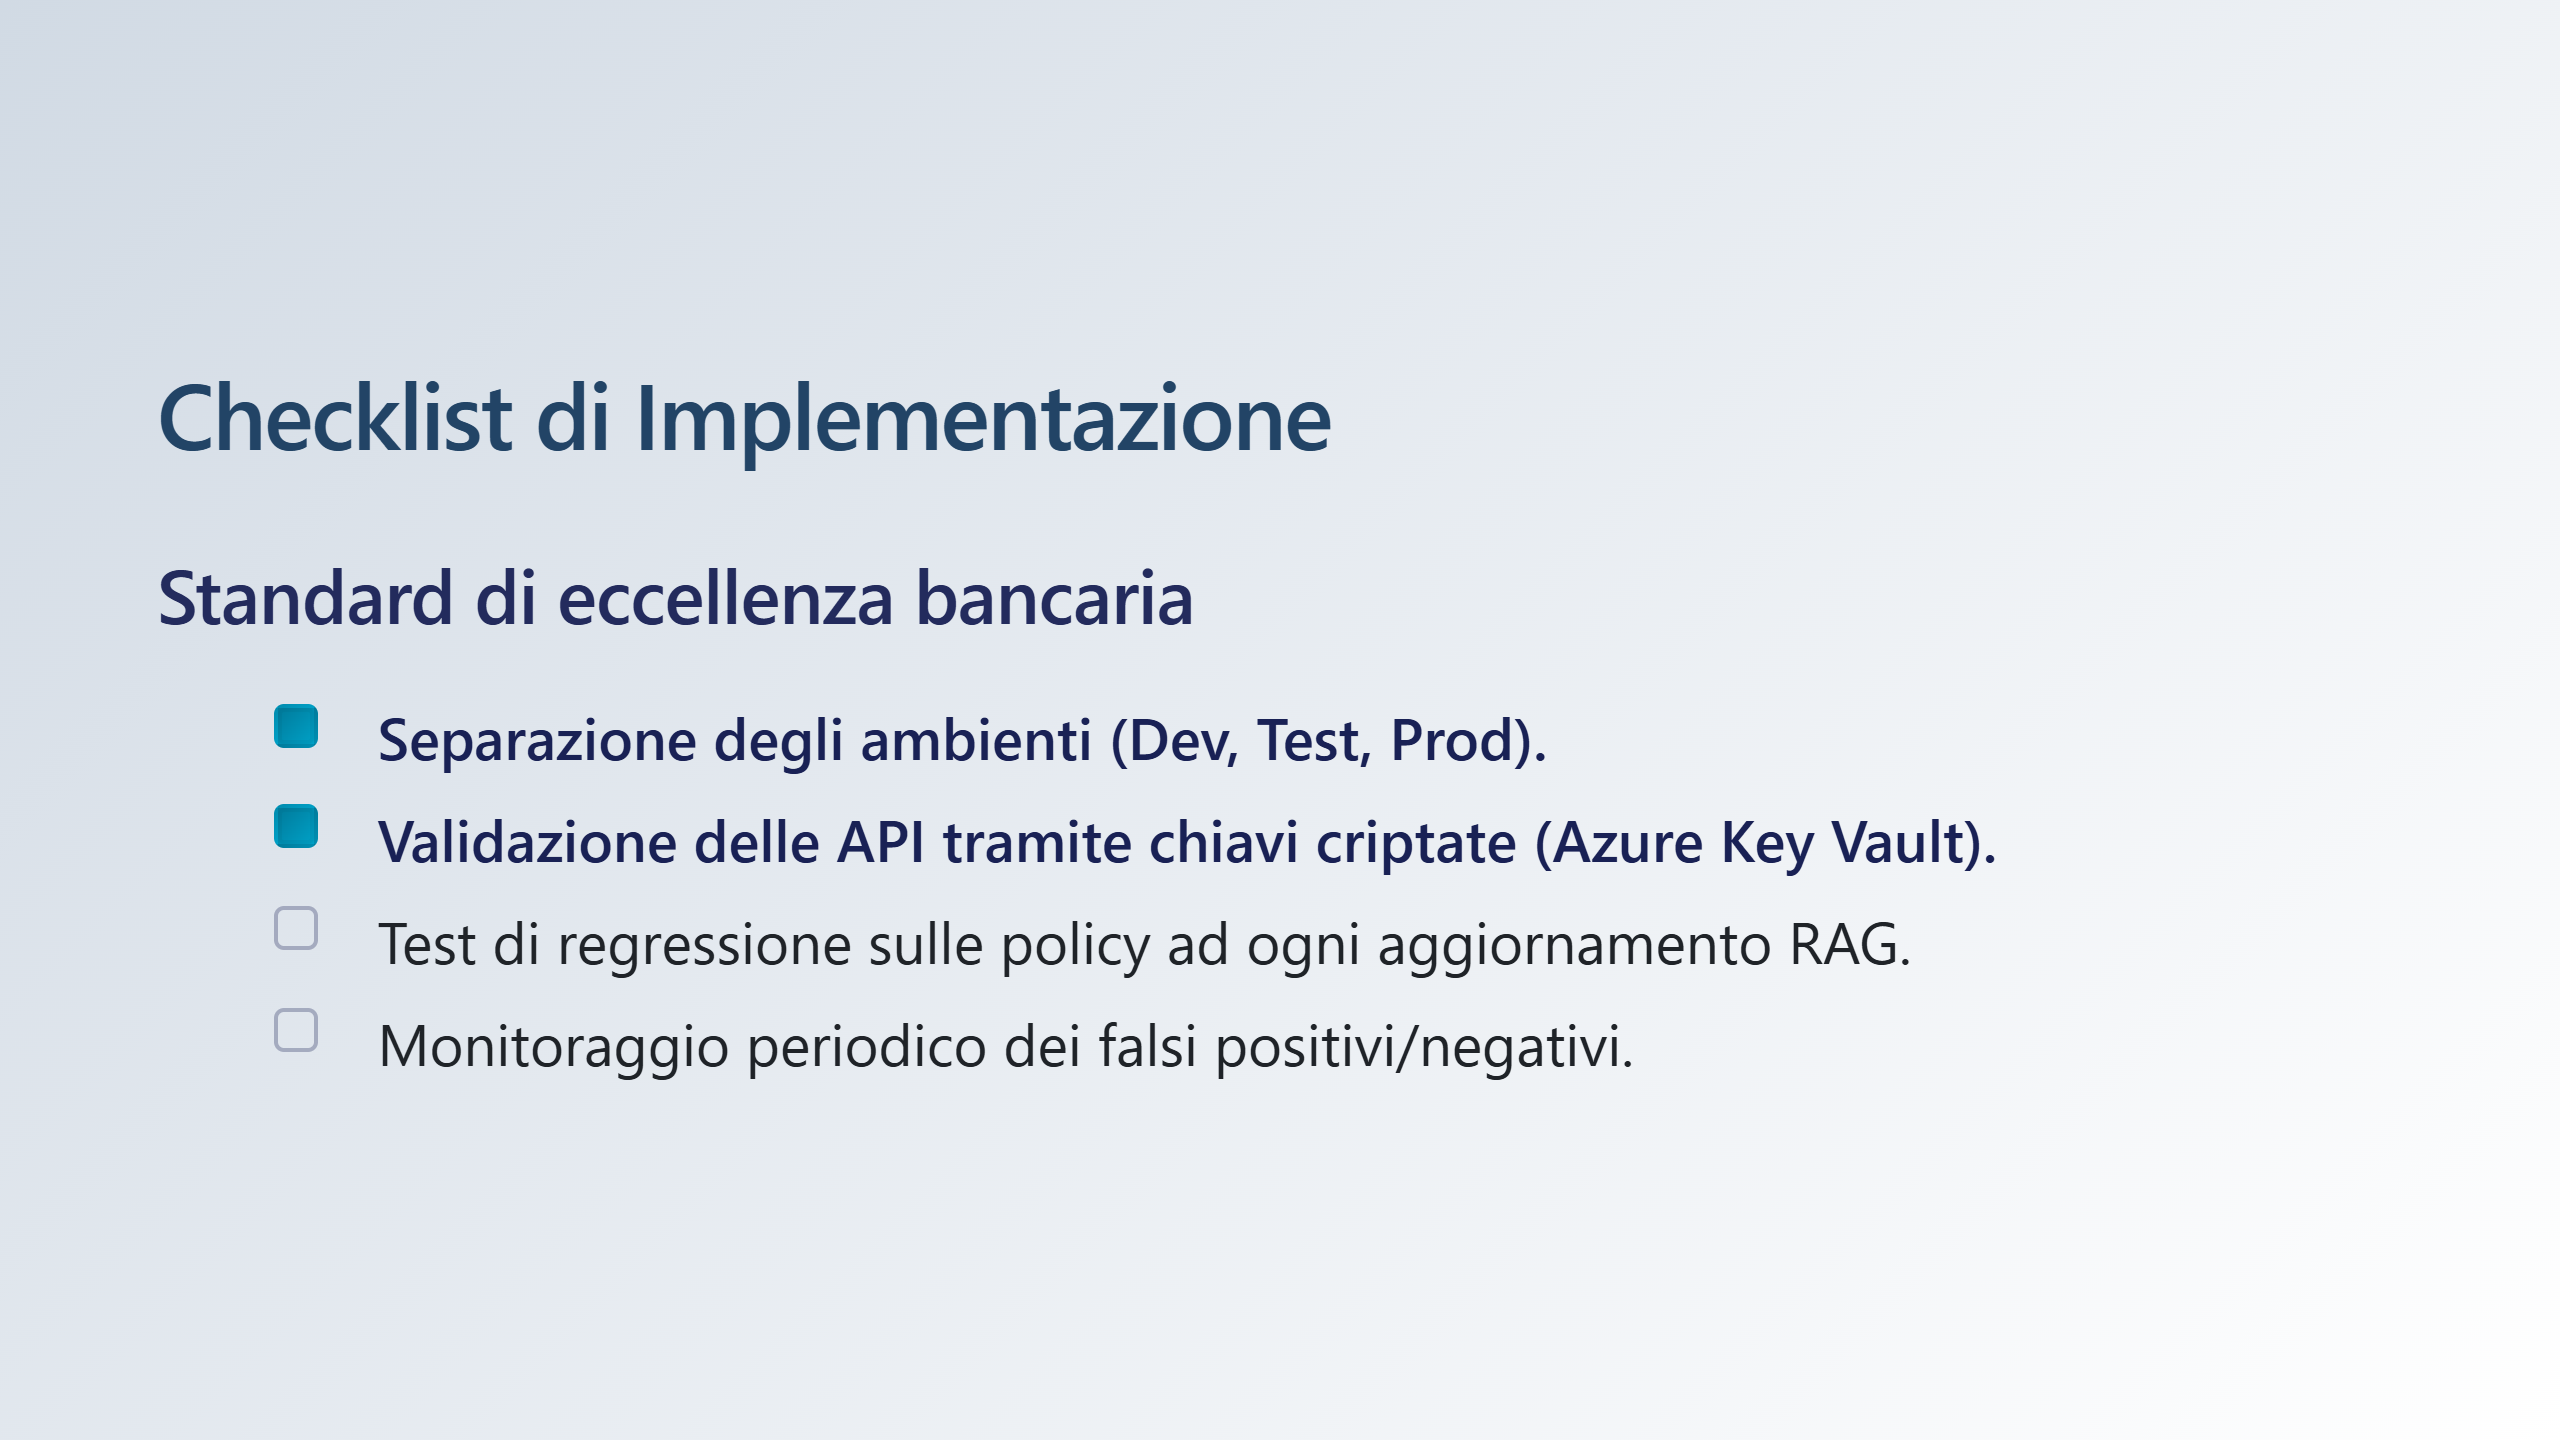 Checklist di Implementazione
Standard di eccellenza bancaria
Separazione degli ambienti (Dev, Test, Prod).
Validazione delle API tramite chiavi criptate (Azure Key Vault).
Test di regressione sulle policy ad ogni aggiornamento RAG.
Monitoraggio periodico dei falsi positivi/negativi.